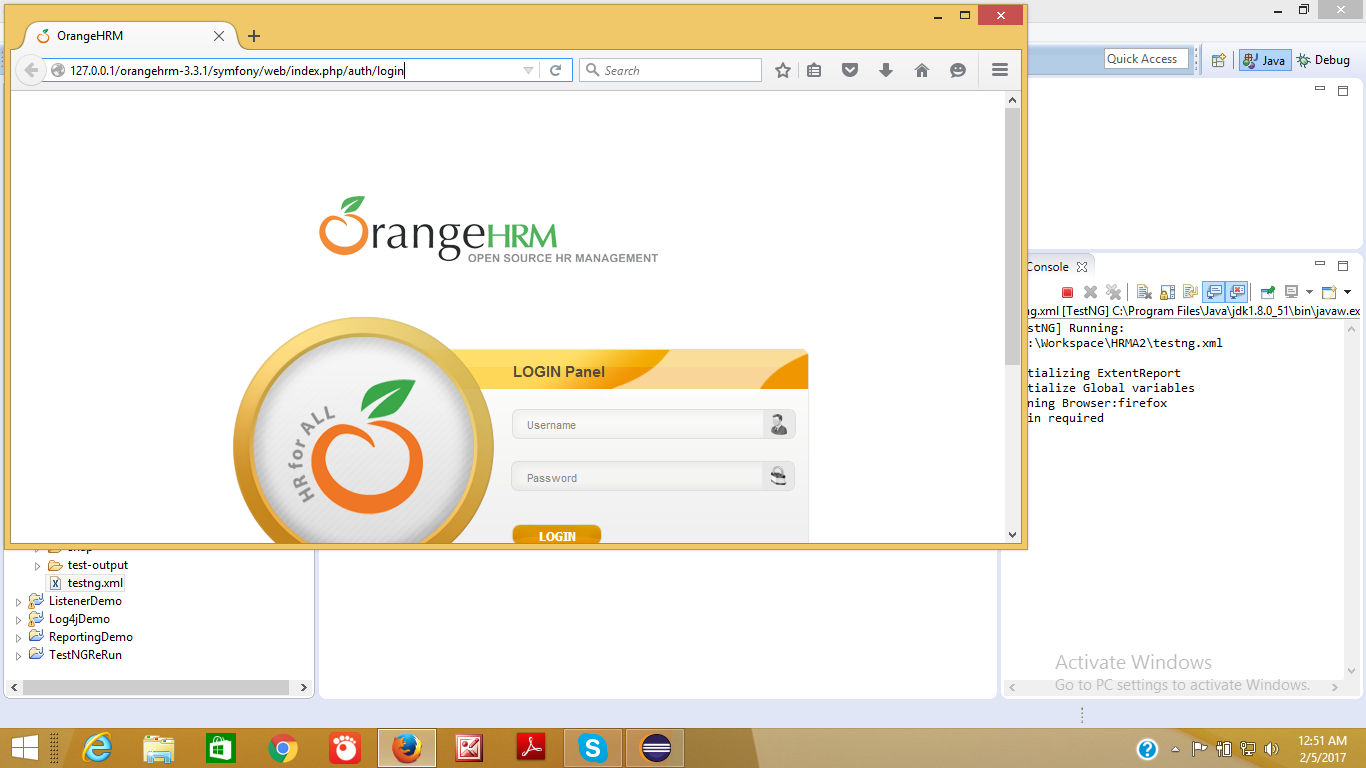 OrangeHRM
127.0.0.1/orangehrm-3.3.1/symfony/web/index.php/auth/login
Search
Quick Access
Java
Debug
OrangeHRM
OPEN SOURCE HR MANAGEMENT
HR for ALL
LOGIN Panel
Username
Password
LOGIN
Console
ng.xml [TestNG] C:\Program Files\Java\jdk1.8.0_51\bin\javaw.ex
stNG] Running:
:\Workspace\HRMA2\testng.xml
tializing ExtentReport
tialize Global variables
ning Browser:firefox
in required
test-output
testng.xml
ListenerDemo
Log4jDemo
ReportingDemo
TestNGReRun
Activate Windows
Go to PC settings to activate Windows.
12:51 AM
2/5/2017